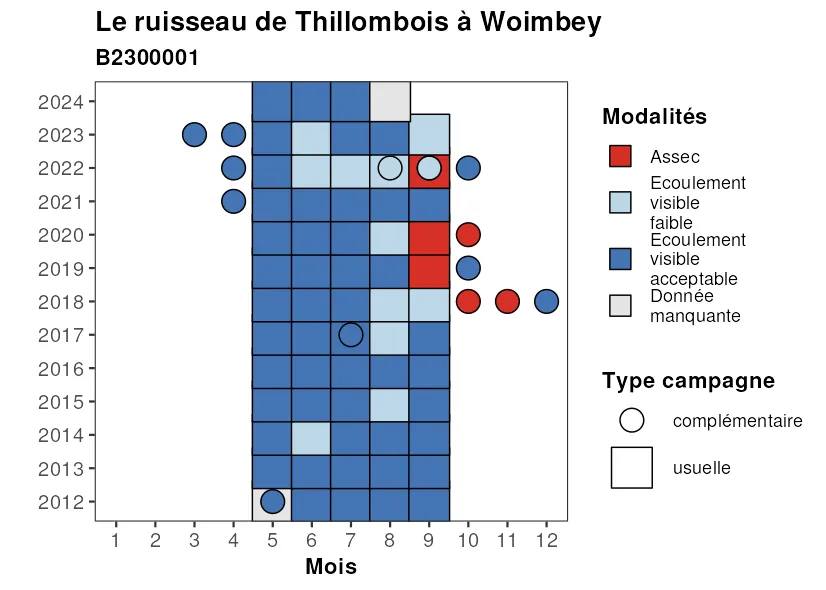 Le ruisseau de Thillombois à Woimbey
B2300001
2024
2023
2022
2021
2020
2019
2018
2017
2016
2015
2014
2013
2012
1 2 3 4 5 6 7 8 9 10 11 12
Mois
Modalités
Assec
Ecoulement
visible
faible
Ecoulement
visible
acceptable
Donnée
manquante
Type campagne
complémentaire
usuelle